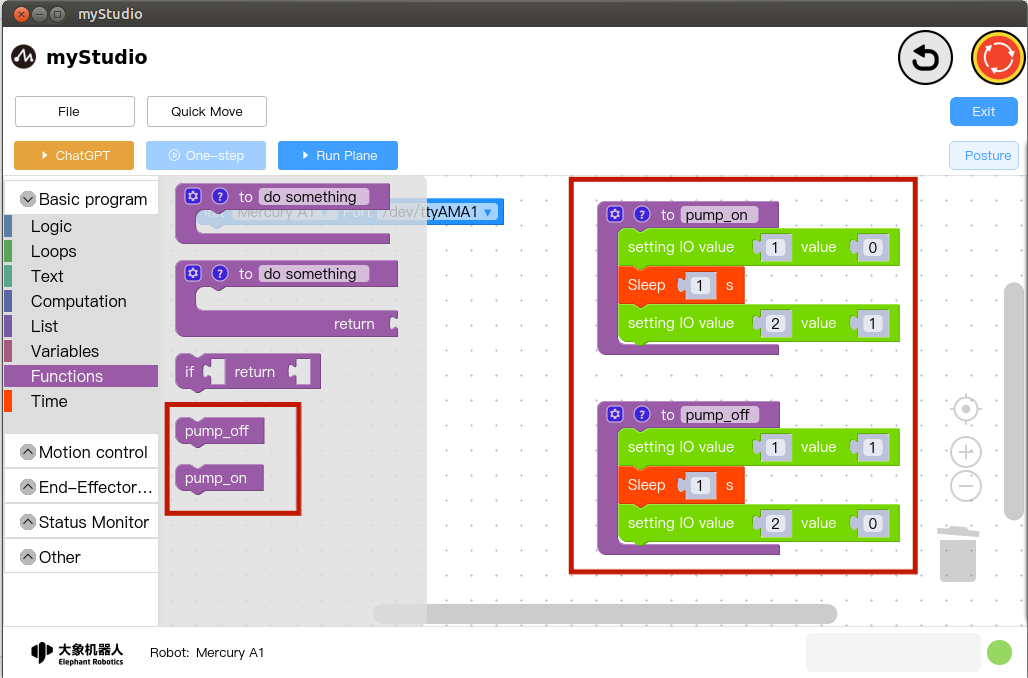 myStudio
myStudio
File
Quick Move
Exit
ChatGPT
One-step
Run Plane
Posture
Basic program
Logic
Loops
Text
Computation
List
Variables
Functions
Time
Motion control
End-Effector...
Status Monitor
Other
? to do something
Mercury A1 Port /dev/ttyAMA1
? to do something
return
if return
pump_off
pump_on
? to pump_on
setting IO value 1 value 0
Sleep 1 s
setting IO value 2 value 1
? to pump_off
setting IO value 1 value 1
Sleep 1 s
setting IO value 2 value 0
大象机器人
Elephant Robotics
Robot: Mercury A1